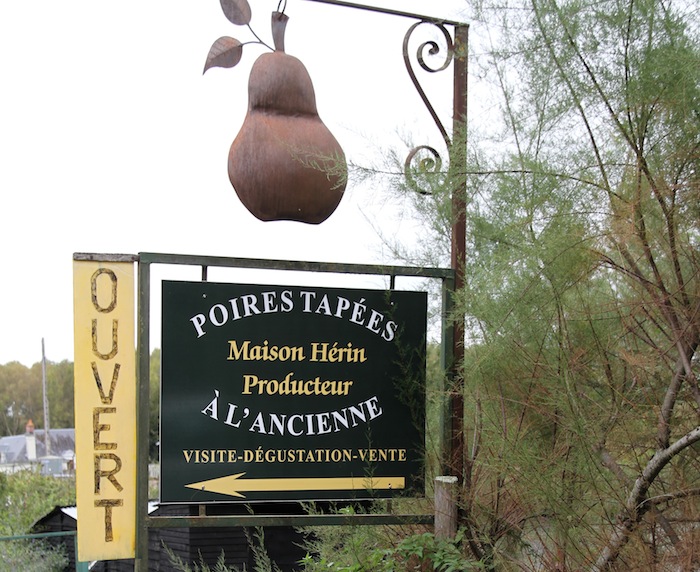 OUVERT
POIRES TAPÉES
Maison Hérin
Producteur
À L'ANCIENNE
VISITE-DÉGUSTATION-VENTE